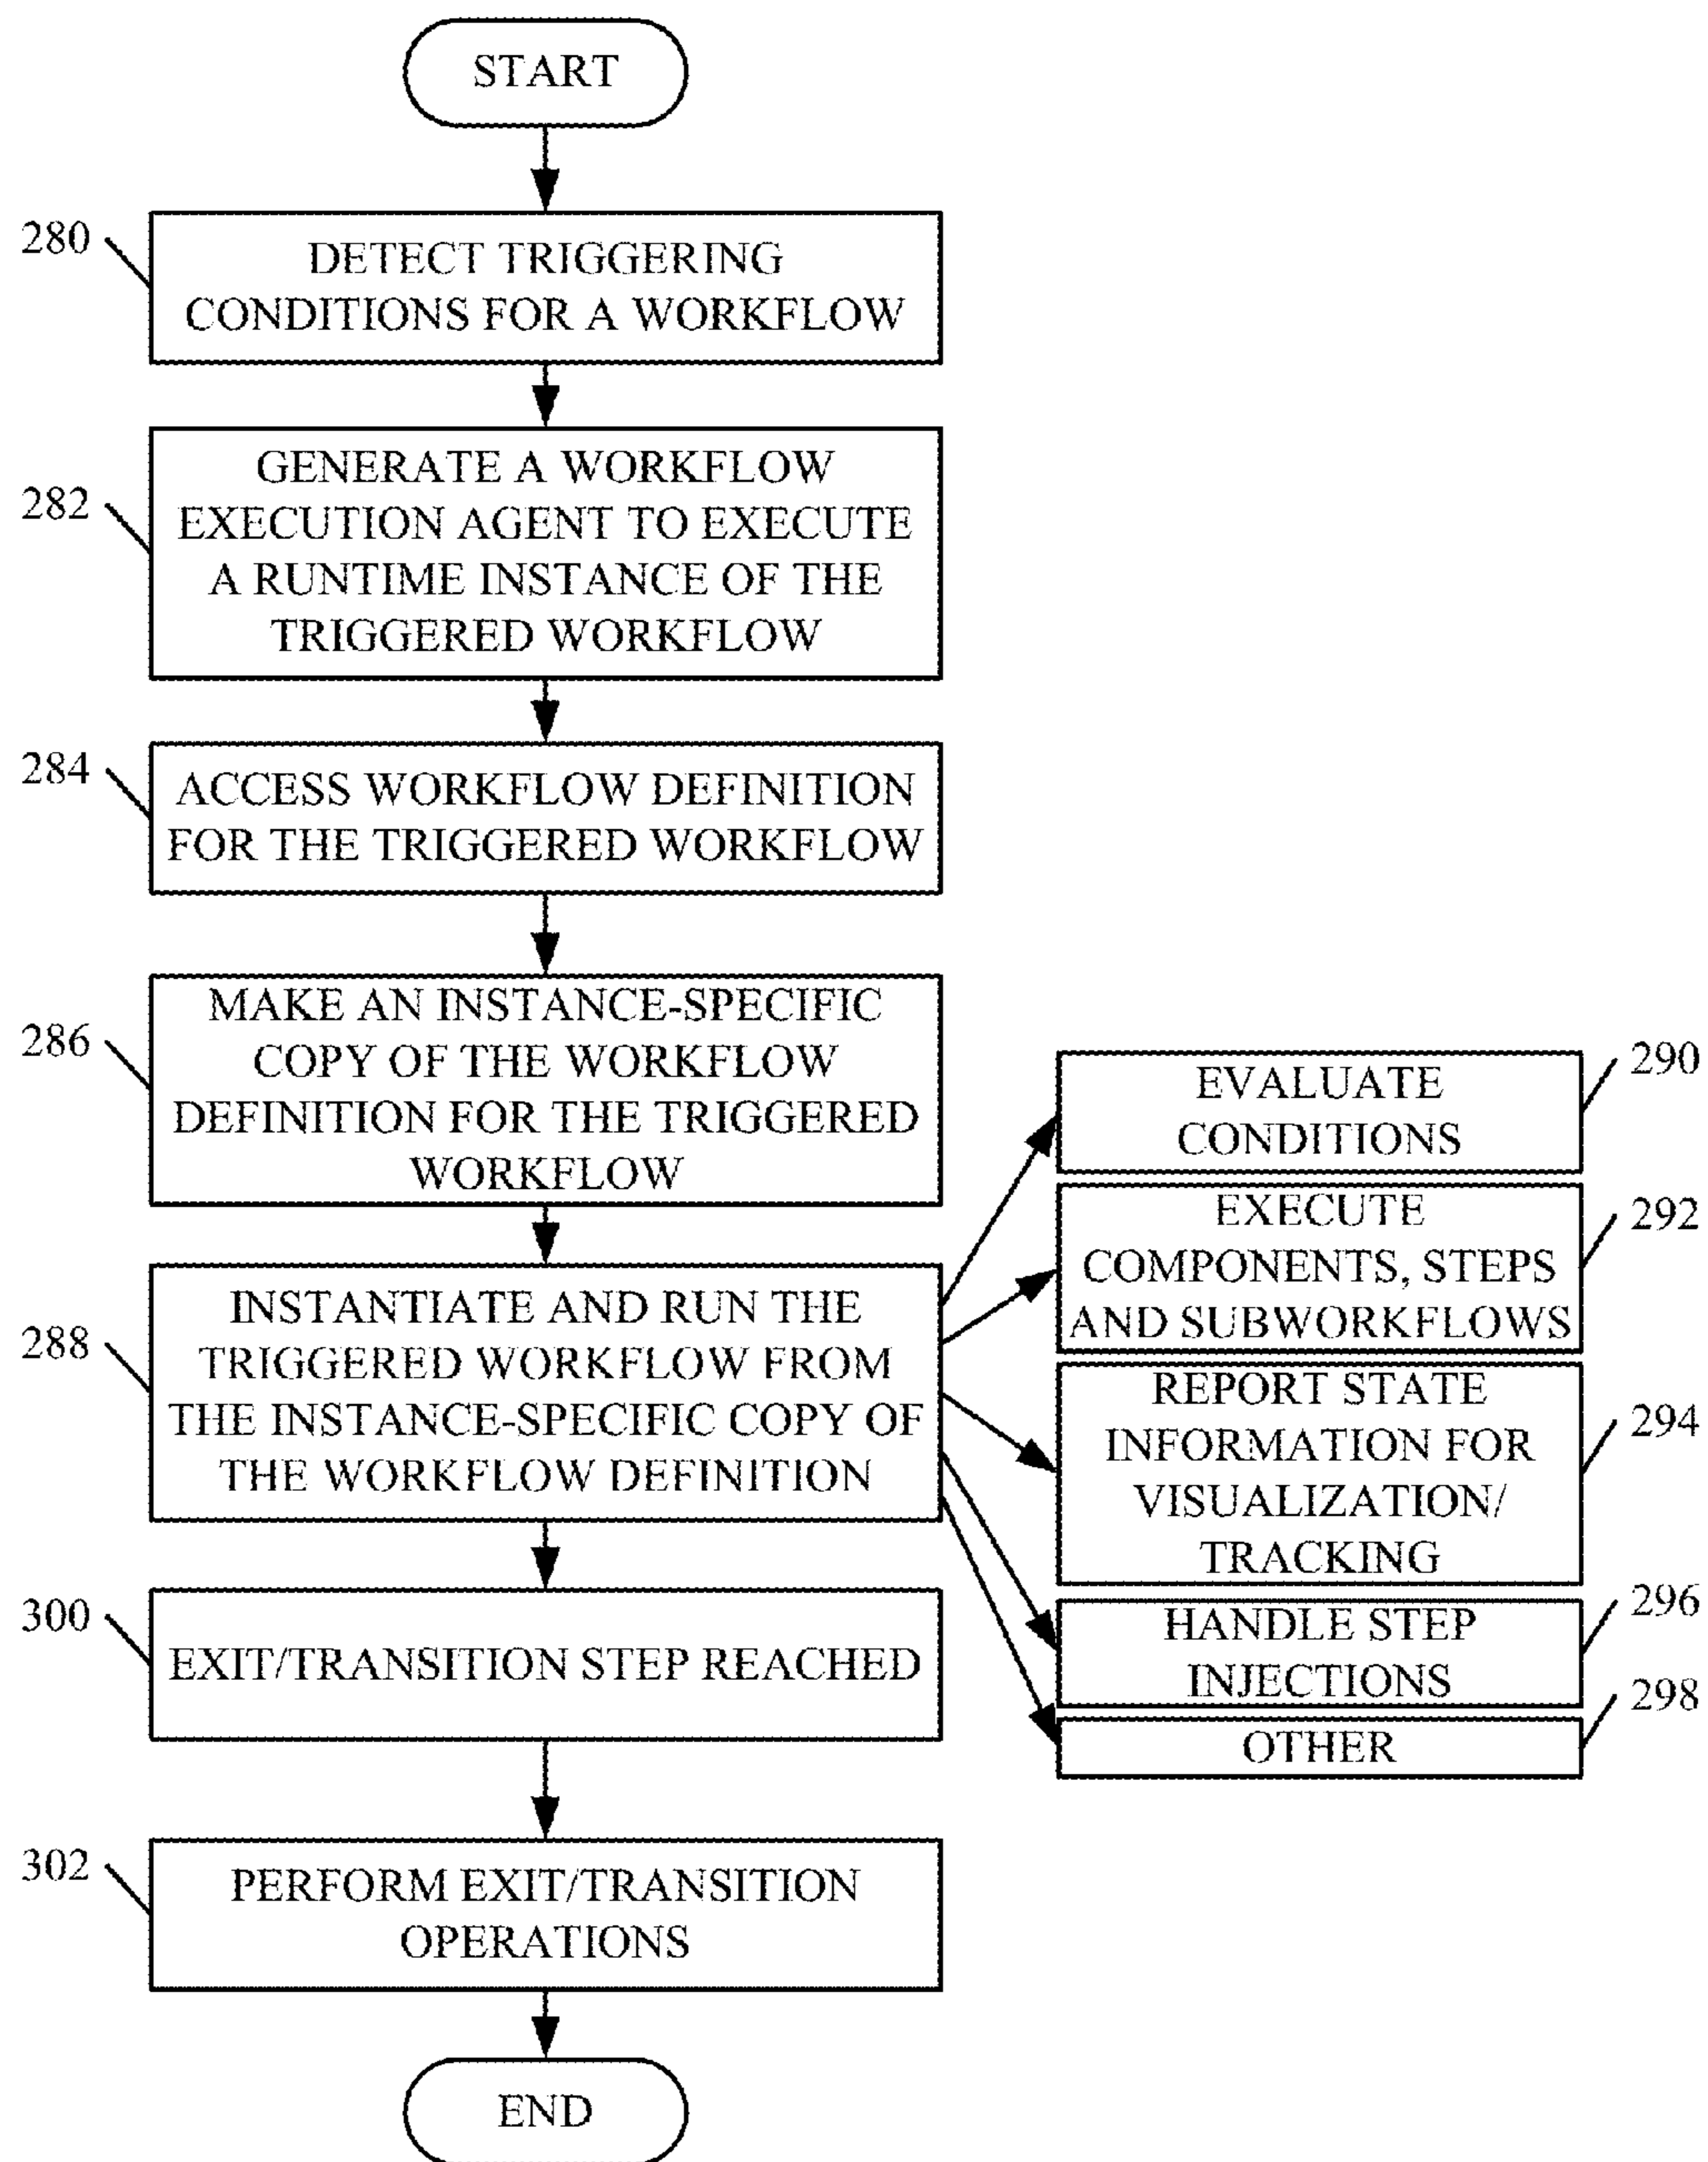 START
280
DETECT TRIGGERING
CONDITIONS FOR A WORKFLOW
282
GENERATE A WORKFLOW
EXECUTION AGENT TO EXECUTE
A RUNTIME INSTANCE OF THE
TRIGGERED WORKFLOW
284
ACCESS WORKFLOW DEFINITION
FOR THE TRIGGERED WORKFLOW
286
MAKE AN INSTANCE-SPECIFIC
COPY OF THE WORKFLOW
DEFINITION FOR THE TRIGGERED
WORKFLOW
288
INSTANTIATE AND RUN THE
TRIGGERED WORKFLOW FROM
THE INSTANCE-SPECIFIC COPY OF
THE WORKFLOW DEFINITION
290
EVALUATE
CONDITIONS
292
EXECUTE
COMPONENTS, STEPS
AND SUBWORKFLOWS
294
REPORT STATE
INFORMATION FOR
VISUALIZATION/
TRACKING
296
HANDLE STEP
INJECTIONS
298
OTHER
300
EXIT/TRANSITION STEP REACHED
302
PERFORM EXIT/TRANSITION
OPERATIONS
END